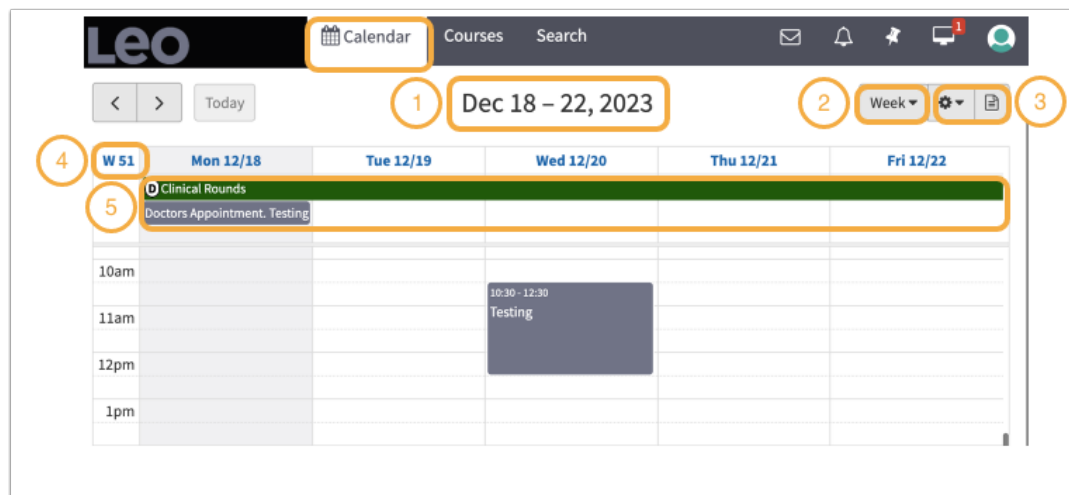 Leo Calendar Courses Search 1
Today 1 Dec 18 – 22, 2023 2 Week 3
4 W 51 Mon 12/18 Tue 12/19 Wed 12/20 Thu 12/21 Fri 12/22
D Clinical Rounds
5 Doctors Appointment. Testing
10am
10:30 - 12:30
Testing
11am
12pm
1pm